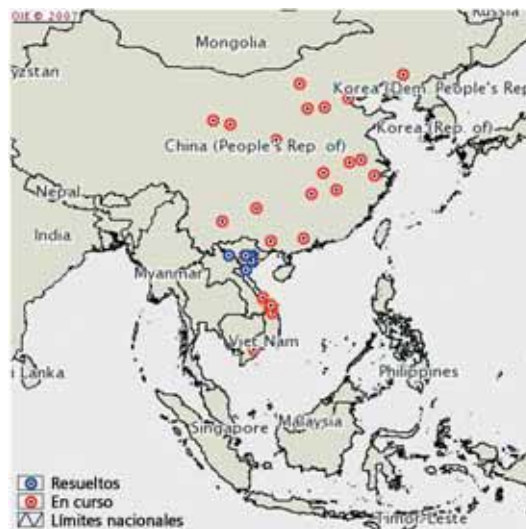 OIE © 2007
Russia
Mongolia
yzstan
Korea (Dem. People's Rep
Korea (Rep. of)
China (People's Rep. of)
Nepal
India
Myanmar
Viet Nam
Philippines
Lanka
Malaysia
Singapore
Resueltos
En curso
Límites nacionales
Timor-Leste